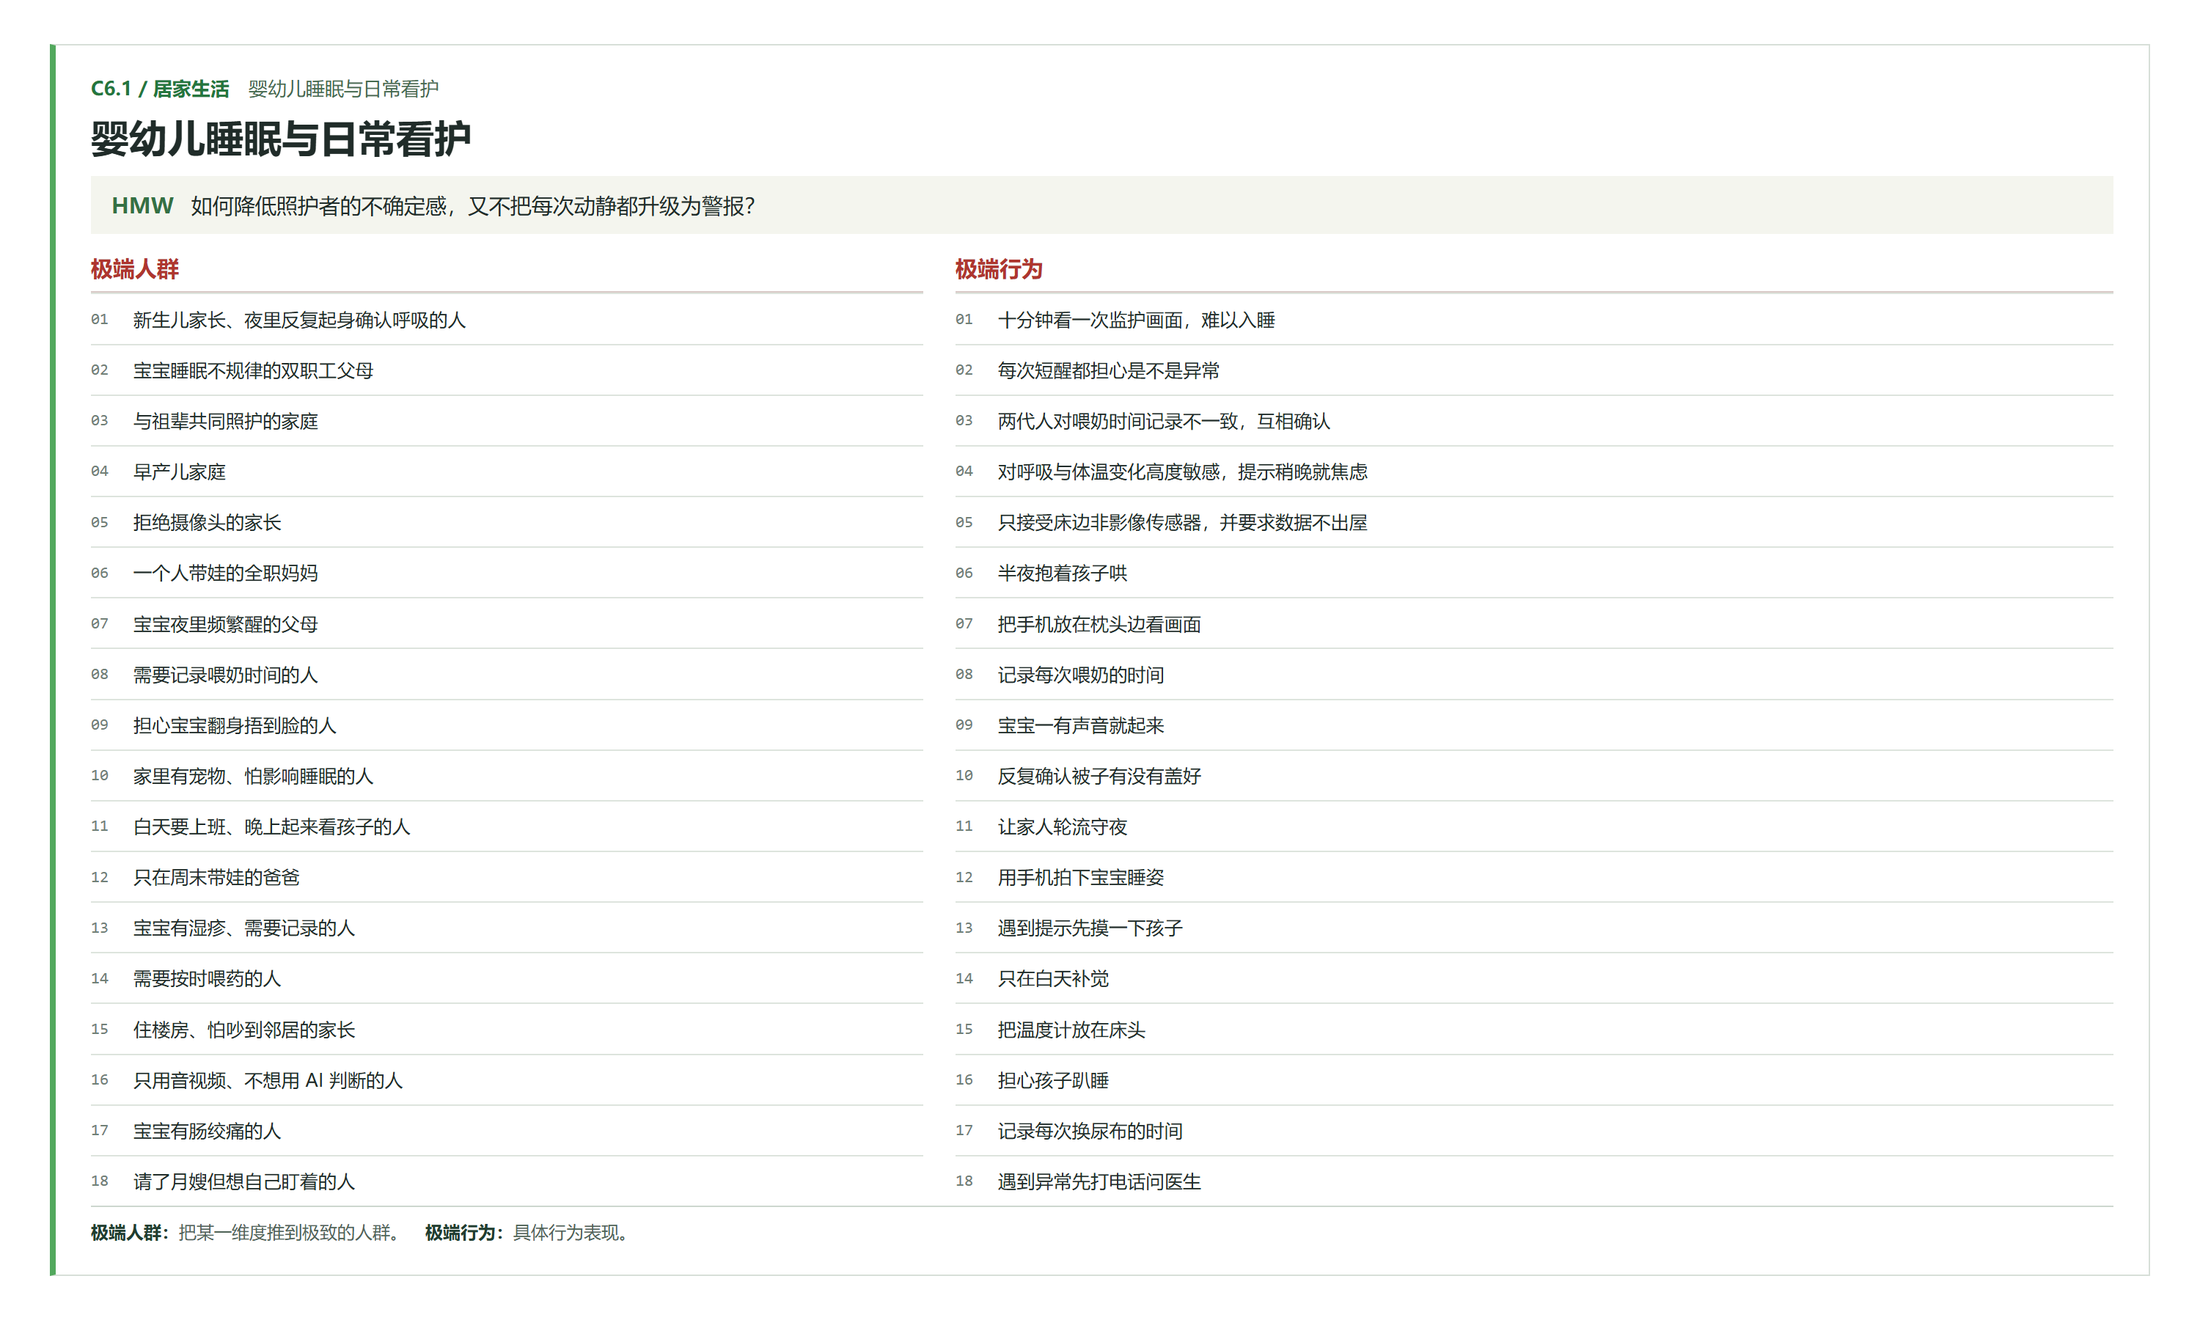 C6.1 / 居家生活 婴幼儿睡眠与日常看护
婴幼儿睡眠与日常看护
HMW 如何降低照护者的不确定感，又不把每次动静都升级为警报？
极端人群
01 新生儿家长、夜里反复起身确认呼吸的人
02 宝宝睡眠不规律的双职工父母
03 与祖辈共同照护的家庭
04 早产儿家庭
05 拒绝摄像头的家长
06 一个人带娃的全职妈妈
07 宝宝夜里频繁醒的父母
08 需要记录喂奶时间的人
09 担心宝宝翻身捂到脸的人
10 家里有宠物、怕影响睡眠的人
11 白天要上班、晚上起来看孩子的人
12 只在周末带娃的爸爸
13 宝宝有湿疹、需要记录的人
14 需要按时喂药的人
15 住楼房、怕吵到邻居的家长
16 只用音视频、不想用 AI 判断的人
17 宝宝有肠绞痛的人
18 请了月嫂但想自己盯着的人
极端行为
01 十分钟看一次监护画面，难以入睡
02 每次短醒都担心是不是异常
03 两代人对喂奶时间记录不一致，互相确认
04 对呼吸与体温变化高度敏感，提示稍晚就焦虑
05 只接受床边非影像传感器，并要求数据不出屋
06 半夜抱着孩子哄
07 把手机放在枕头边看画面
08 记录每次喂奶的时间
09 宝宝一有声音就起来
10 反复确认被子有没有盖好
11 让家人轮流守夜
12 用手机拍下宝宝睡姿
13 遇到提示先摸一下孩子
14 只在白天补觉
15 把温度计放在床头
16 担心孩子趴睡
17 记录每次换尿布的时间
18 遇到异常先打电话问医生
极端人群：把某一维度推到极致的人群。 极端行为：具体行为表现。